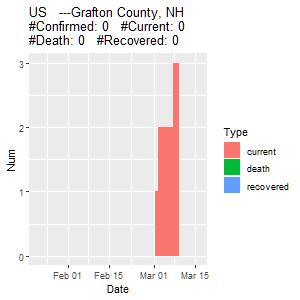 US   ---Grafton County, NH
#Confirmed: 0   #Current: 0
#Death: 0   #Recovered: 0
3
2
1
0
Num
Feb 01
Feb 15
Mar 01
Mar 15
Date
Type
current
death
recovered